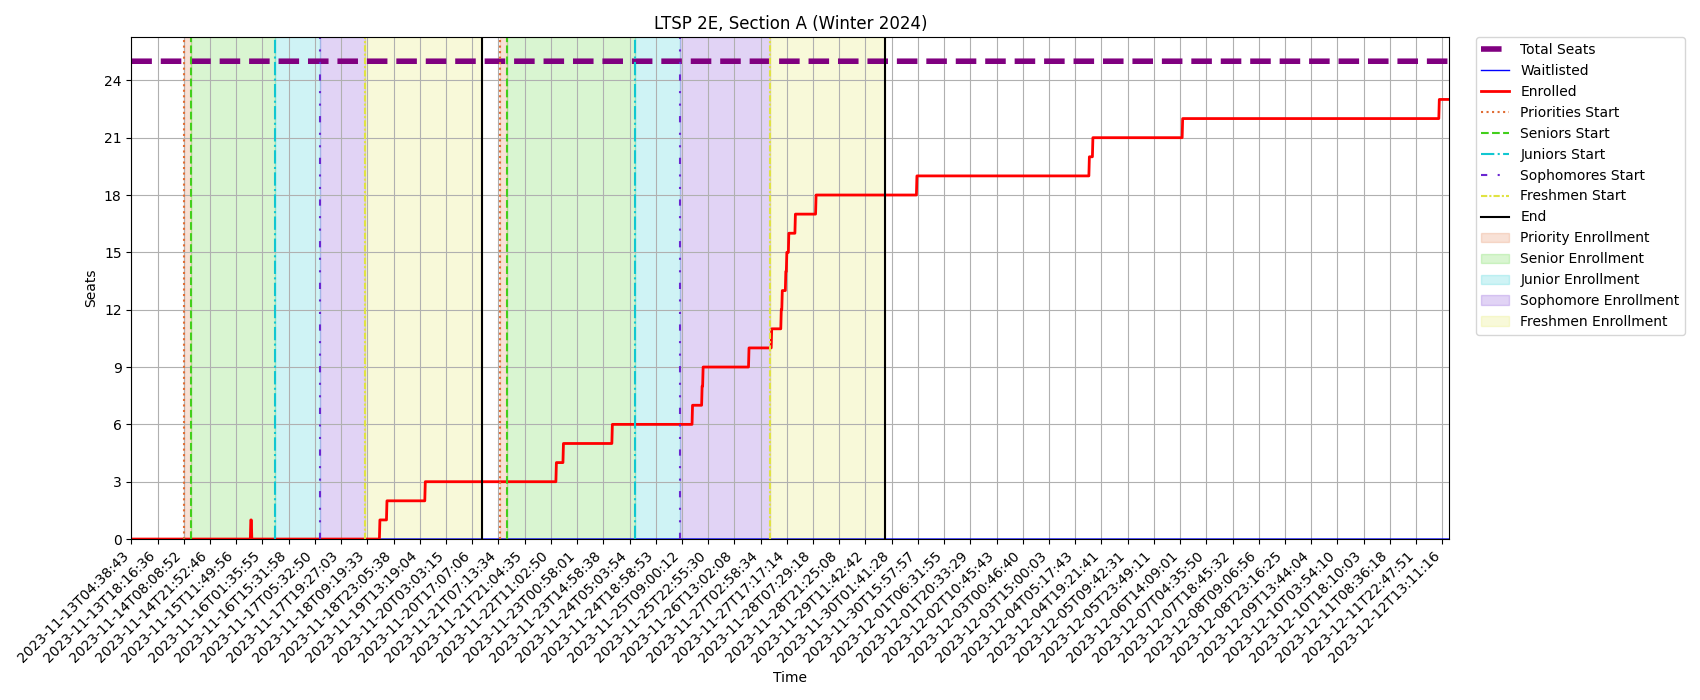 LTSP 2E, Section A (Winter 2024)
Seats
24
21
18
15
12
9
6
3
0
2023-11-13T04:38:43
2023-11-13T18:16:36
2023-11-14T08:08:52
2023-11-14T21:52:46
2023-11-15T11:49:56
2023-11-16T01:35:55
2023-11-16T15:31:58
2023-11-17T05:32:50
2023-11-17T19:27:03
2023-11-18T09:19:33
2023-11-18T23:05:38
2023-11-19T13:19:04
2023-11-20T03:03:15
2023-11-20T17:07:06
2023-11-21T07:13:34
2023-11-21T21:04:35
2023-11-22T11:02:50
2023-11-23T00:58:01
2023-11-23T14:58:38
2023-11-24T05:03:54
2023-11-24T18:58:53
2023-11-25T09:00:12
2023-11-25T22:55:30
2023-11-26T13:02:08
2023-11-27T02:58:34
2023-11-27T17:17:14
2023-11-28T07:29:18
2023-11-28T21:25:08
2023-11-29T11:42:42
2023-11-30T01:41:28
2023-11-30T15:57:57
2023-12-01T06:31:55
2023-12-01T20:33:29
2023-12-02T10:45:43
2023-12-03T00:46:40
2023-12-03T15:00:03
2023-12-04T05:17:43
2023-12-04T19:21:41
2023-12-05T09:42:31
2023-12-05T23:49:11
2023-12-06T14:09:01
2023-12-07T04:35:50
2023-12-07T18:45:32
2023-12-08T09:06:56
2023-12-08T23:16:25
2023-12-09T13:44:04
2023-12-10T03:54:10
2023-12-10T18:10:03
2023-12-11T08:36:18
2023-12-11T22:47:51
2023-12-12T13:11:16
Time
Total Seats
Waitlisted
Enrolled
Priorities Start
Seniors Start
Juniors Start
Sophomores Start
Freshmen Start
End
Priority Enrollment
Senior Enrollment
Junior Enrollment
Sophomore Enrollment
Freshmen Enrollment